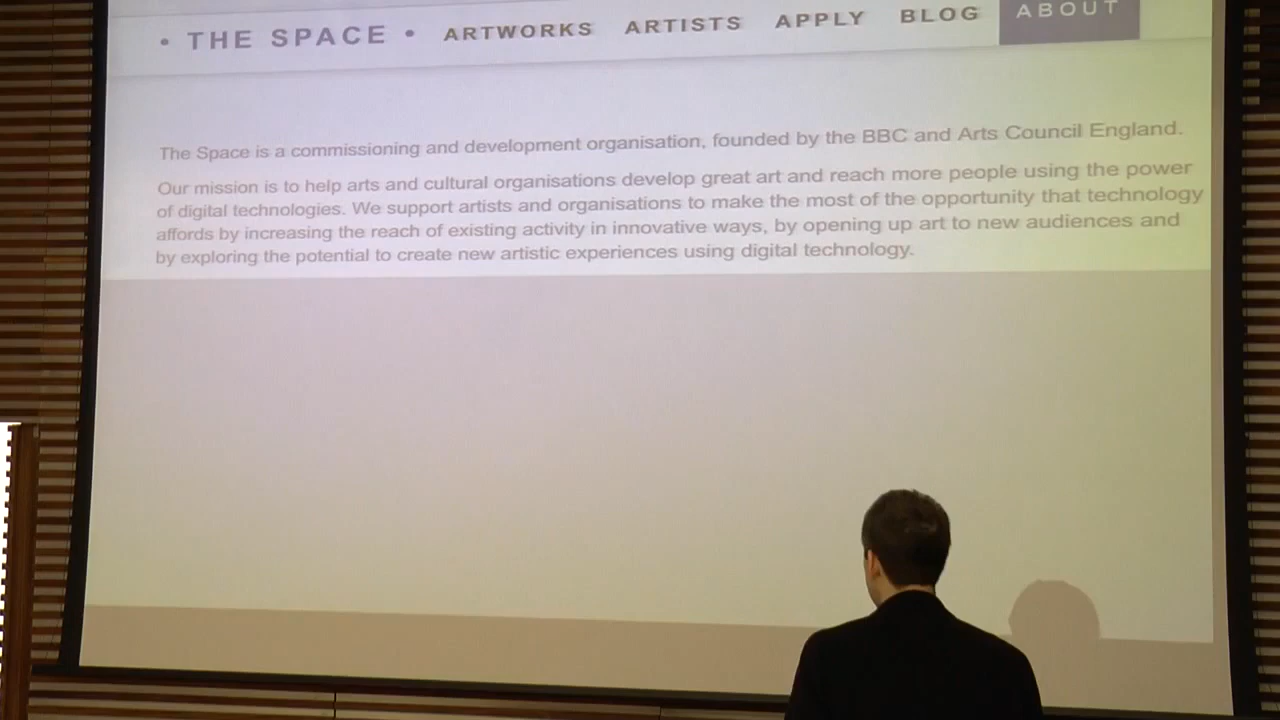 • THE SPACE • ARTWORKS ARTISTS APPLY BLOG ABOUT
The Space is a commissioning and development organisation, founded by the BBC and Arts Council England.
Our mission is to help arts and cultural organisations develop great art and reach more people using the power
of digital technologies. We support artists and organisations to make the most of the opportunity that technology
affords by increasing the reach of existing activity in innovative ways, by opening up art to new audiences and
by exploring the potential to create new artistic experiences using digital technology.